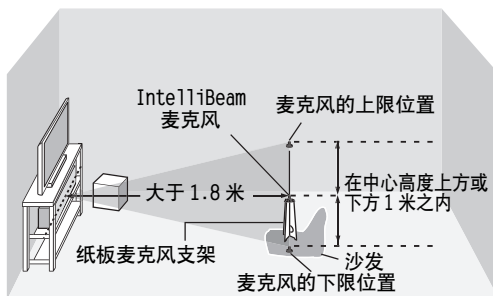 IntelliBeam
麦克风
麦克风的上限位置
大于 1.8 米
在中心高度上方或
下方 1 米之内
纸板麦克风支架
沙发
麦克风的下限位置